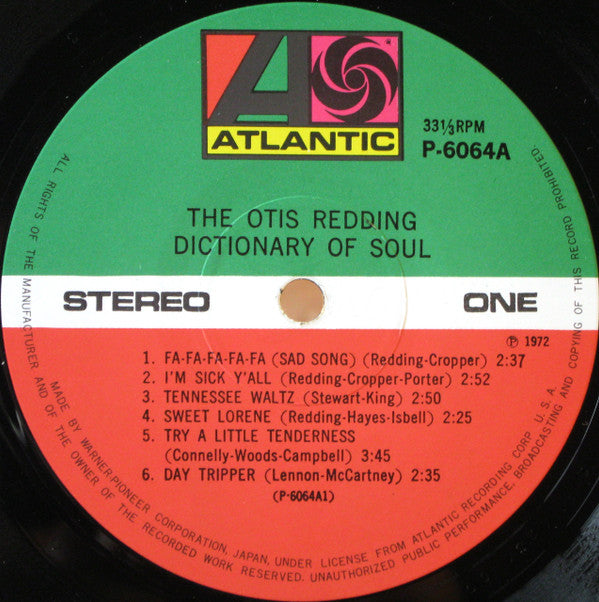 ATLANTIC
33⅓RPM
P-6064A
THE OTIS REDDING
DICTIONARY OF SOUL
STEREO
ONE
℗ 1972
1. FA-FA-FA-FA-FA (SAD SONG) (Redding-Cropper) 2:37
2. I'M SICK Y'ALL (Redding-Cropper-Porter) 2:52
3. TENNESSEE WALTZ (Stewart-King) 2:50
4. SWEET LORENE (Redding-Hayes-Isbell) 2:25
5. TRY A LITTLE TENDERNESS
(Connelly-Woods-Campbell) 3:45
6. DAY TRIPPER (Lennon-McCartney) 2:35
(P-6064A1)
MADE BY WARNER-PIONEER CORPORATION, JAPAN, UNDER LICENSE FROM ATLANTIC RECORDING CORP. U. S. A.
ALL RIGHTS OF THE MANUFACTURER AND OF THE OWNER OF THE RECORDED WORK RESERVED. UNAUTHORIZED PUBLIC PERFORMANCE, BROADCASTING AND COPYING OF THIS RECORD PROHIBITED.